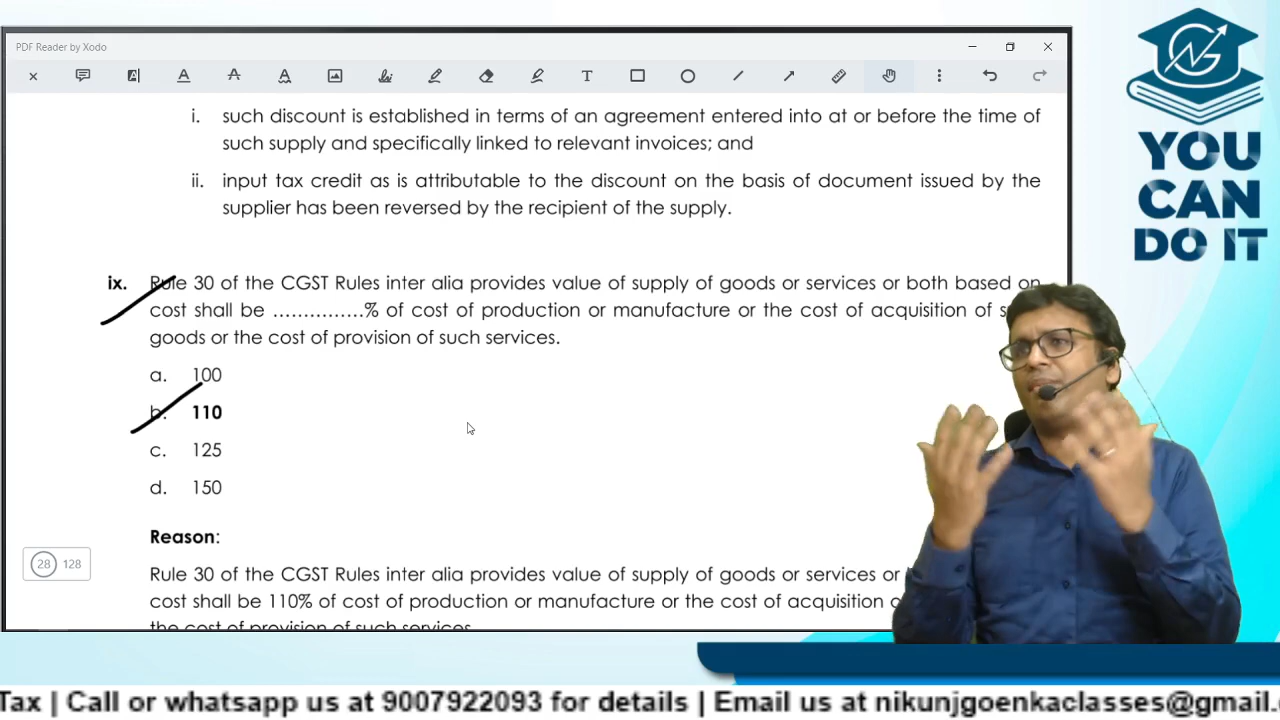 PDF Reader by Xodo
i. such discount is established in terms of an agreement entered into at or before the time of
such supply and specifically linked to relevant invoices; and
ii. input tax credit as is attributable to the discount on the basis of document issued by the
supplier has been reversed by the recipient of the supply.
ix. Rule 30 of the CGST Rules inter alia provides value of supply of goods or services or both based on
cost shall be ……………% of cost of production or manufacture or the cost of acquisition of
goods or the cost of provision of such services.
a. 100
b. 110
c. 125
d. 150
Reason:
Rule 30 of the CGST Rules inter alia provides value of supply of goods or services or
cost shall be 110% of cost of production or manufacture or the cost of acquisition
the cost of provision of such services
28 128
YOU
CAN
DO IT
Tax | Call or whatsapp us at 9007922093 for details | Email us at nikunjgoenkaclasses@gmail.